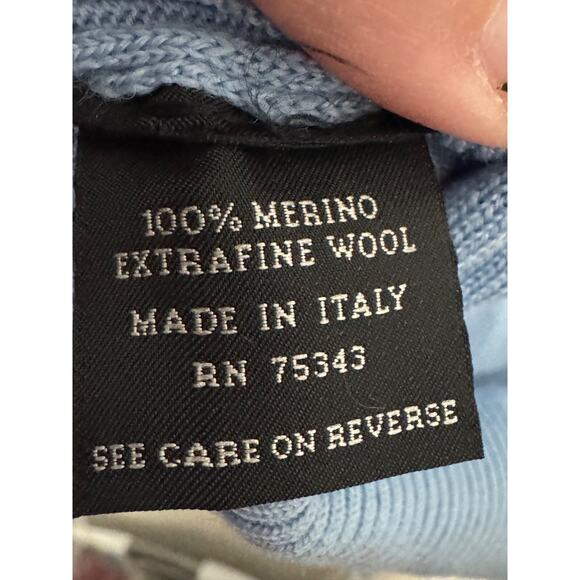 100% MERINO
EXTRAFINE WOOL
MADE IN ITALY
RN 75343
SEE CARE ON REVERSE